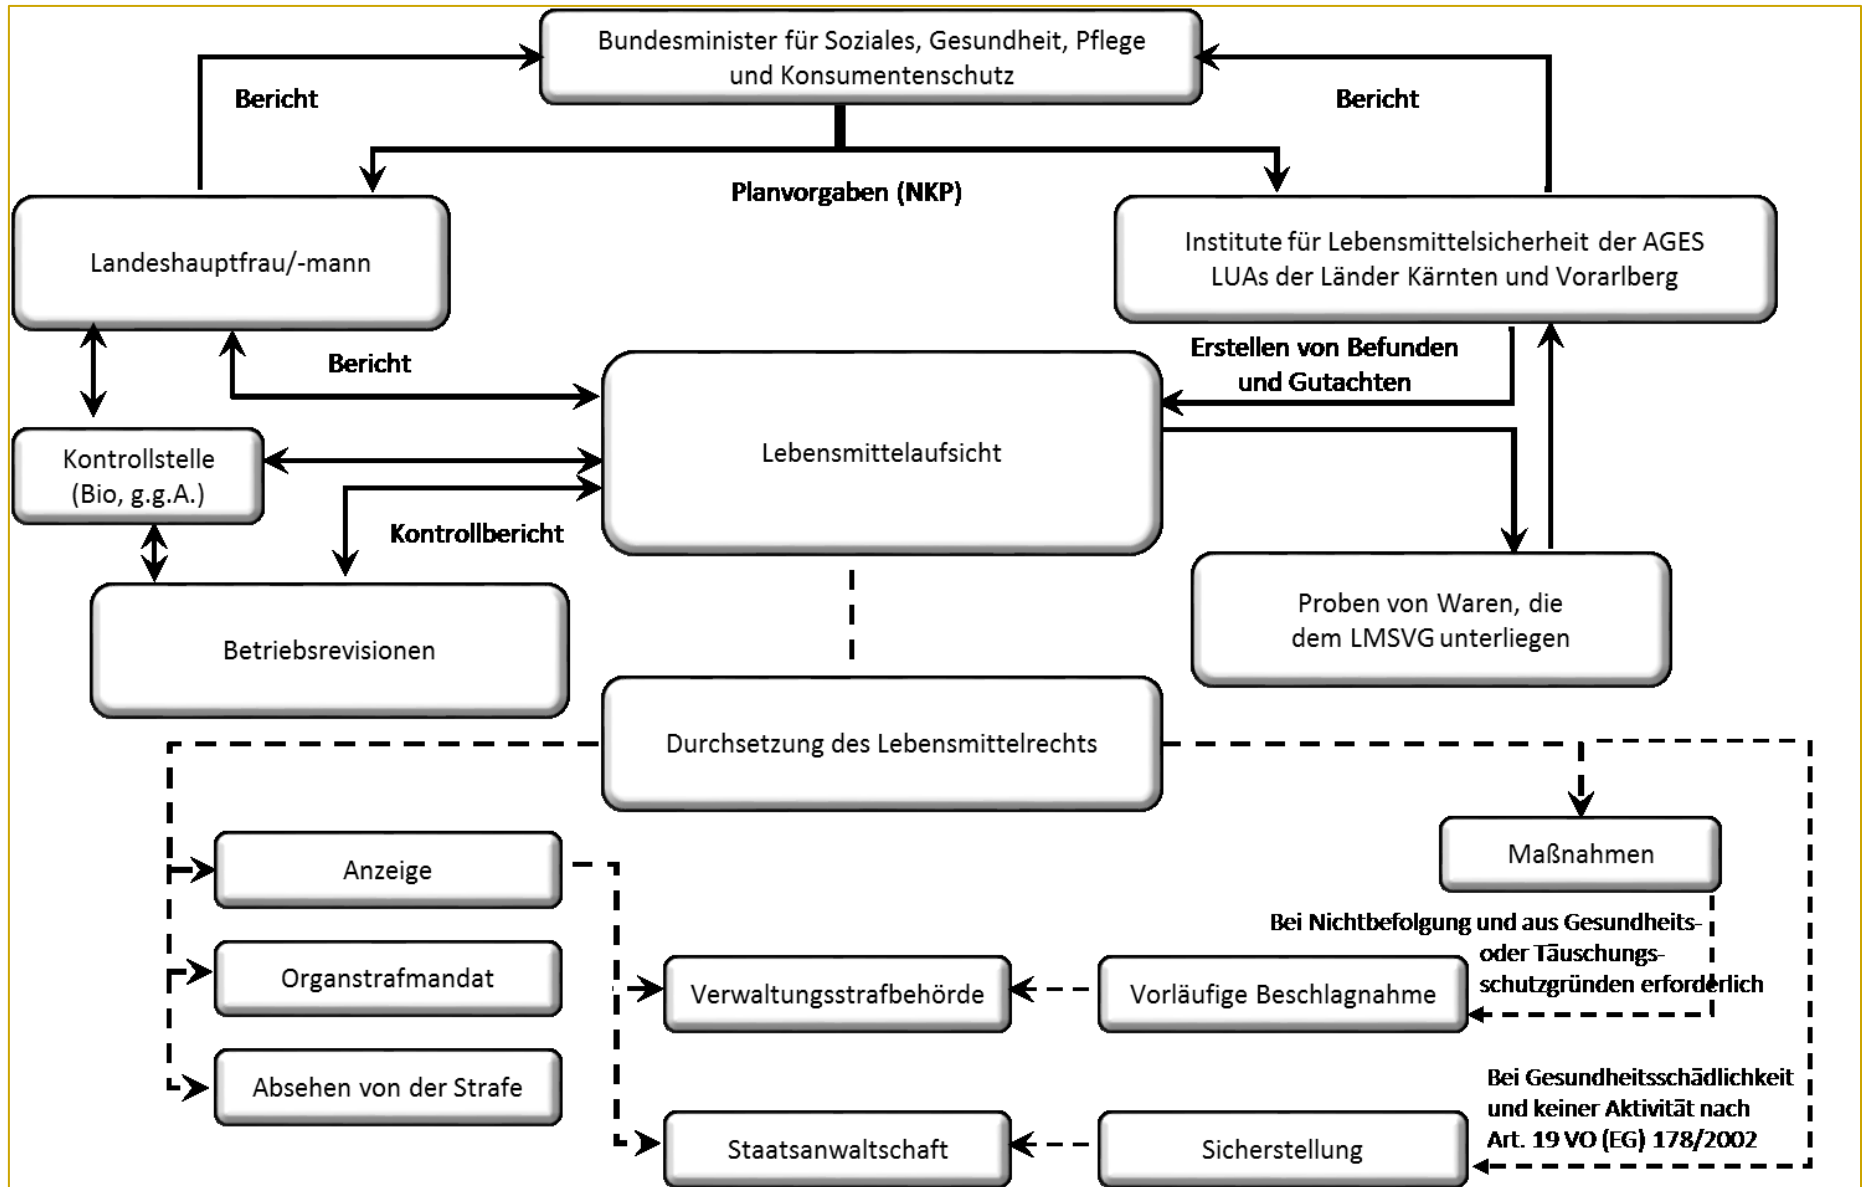 Bundesminister für Soziales, Gesundheit, Pflege
und Konsumentenschutz
Bericht
Bericht
Planvorgaben (NKP)
Landeshauptfrau/-mann
Institute für Lebensmittelsicherheit der AGES
LUAs der Länder Kärnten und Vorarlberg
Bericht
Erstellen von Befunden
und Gutachten
Kontrollstelle
(Bio, g.g.A.)
Lebensmittelaufsicht
Kontrollbericht
Betriebsrevisionen
Proben von Waren, die
dem LMSVG unterliegen
Durchsetzung des Lebensmittelrechts
Anzeige
Maßnahmen
Bei Nichtbefolgung und aus Gesundheits-
oder Täuschungs-
schutzgründen erforderlich
Organstrafmandat
Verwaltungsstrafbehörde
Vorläufige Beschlagnahme
Absehen von der Strafe
Bei Gesundheitsschädlichkeit
und keiner Aktivität nach
Art. 19 VO (EG) 178/2002
Staatsanwaltschaft
Sicherstellung